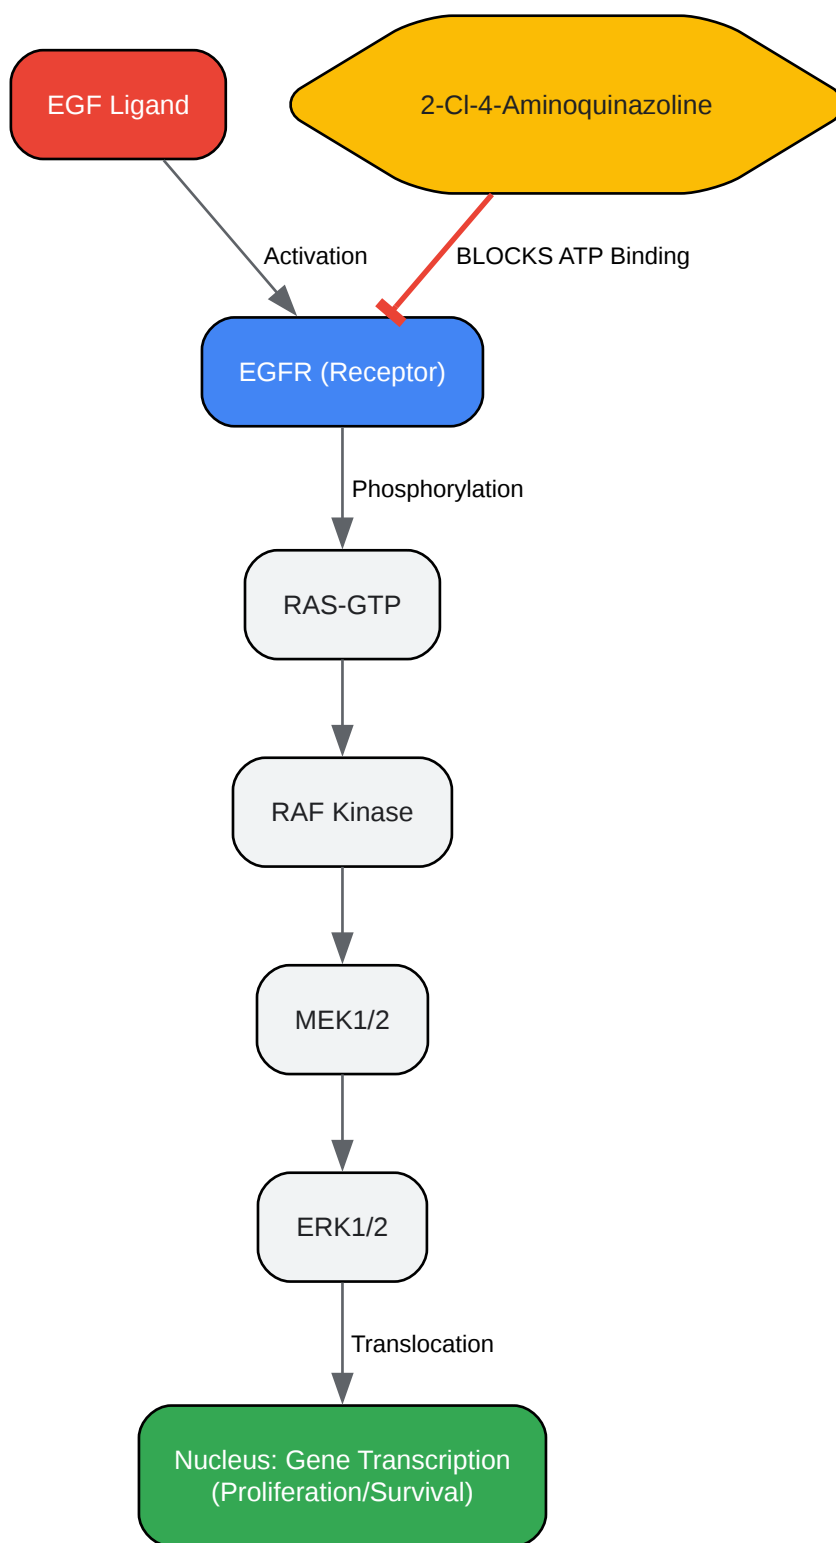 EGF Ligand
2-Cl-4-Aminoquinazoline
Activation
BLOCKS ATP Binding
EGFR (Receptor)
Phosphorylation
RAS-GTP
RAF Kinase
MEK1/2
ERK1/2
Translocation
Nucleus: Gene Transcription
(Proliferation/Survival)